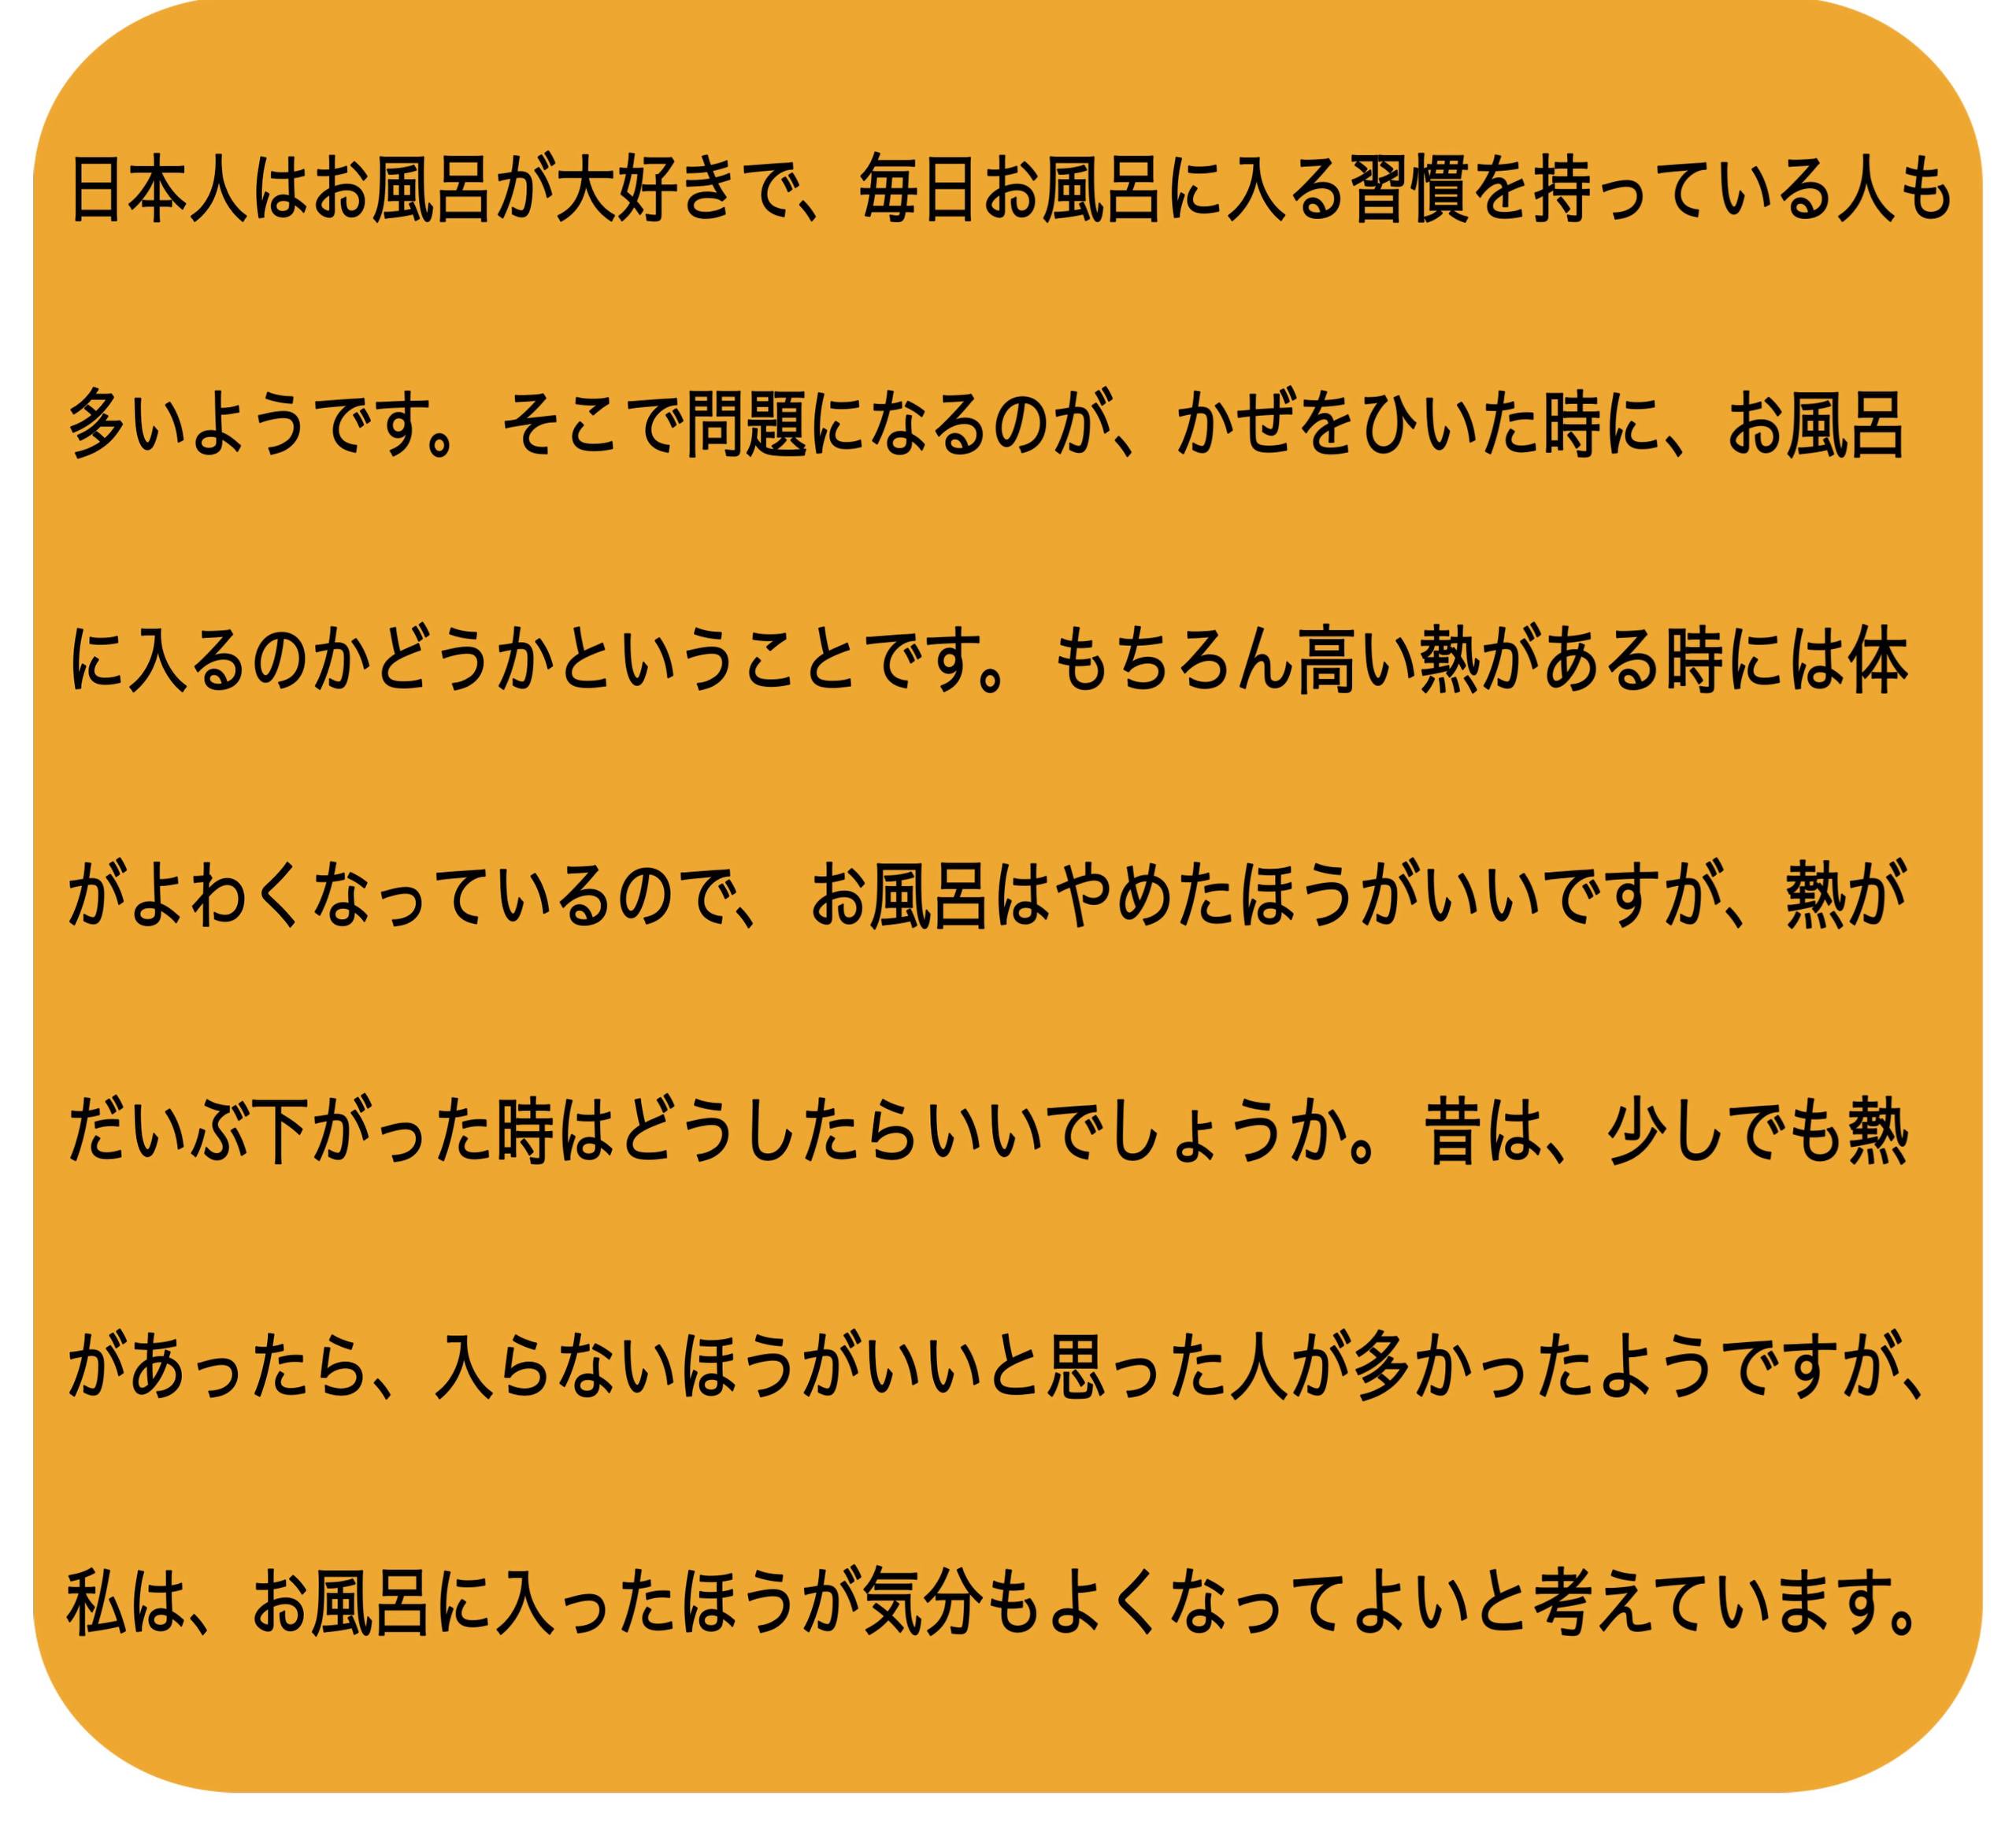 日本人はお風呂が大好きで、毎日お風呂に入る習慣を持っている人も
多いようです。そこで問題になるのが、かぜをひいた時に、お風呂
に入るのかどうかということです。もちろん高い熱がある時には体
がよわくなっているので、お風呂はやめたほうがいいですが、熱が
だいぶ下がった時はどうしたらいいでしょうか。昔は、少しでも熱
があったら、入らないほうがいいと思った人が多かったようですが、
私は、お風呂に入ったほうが気分もよくなってよいと考えています。